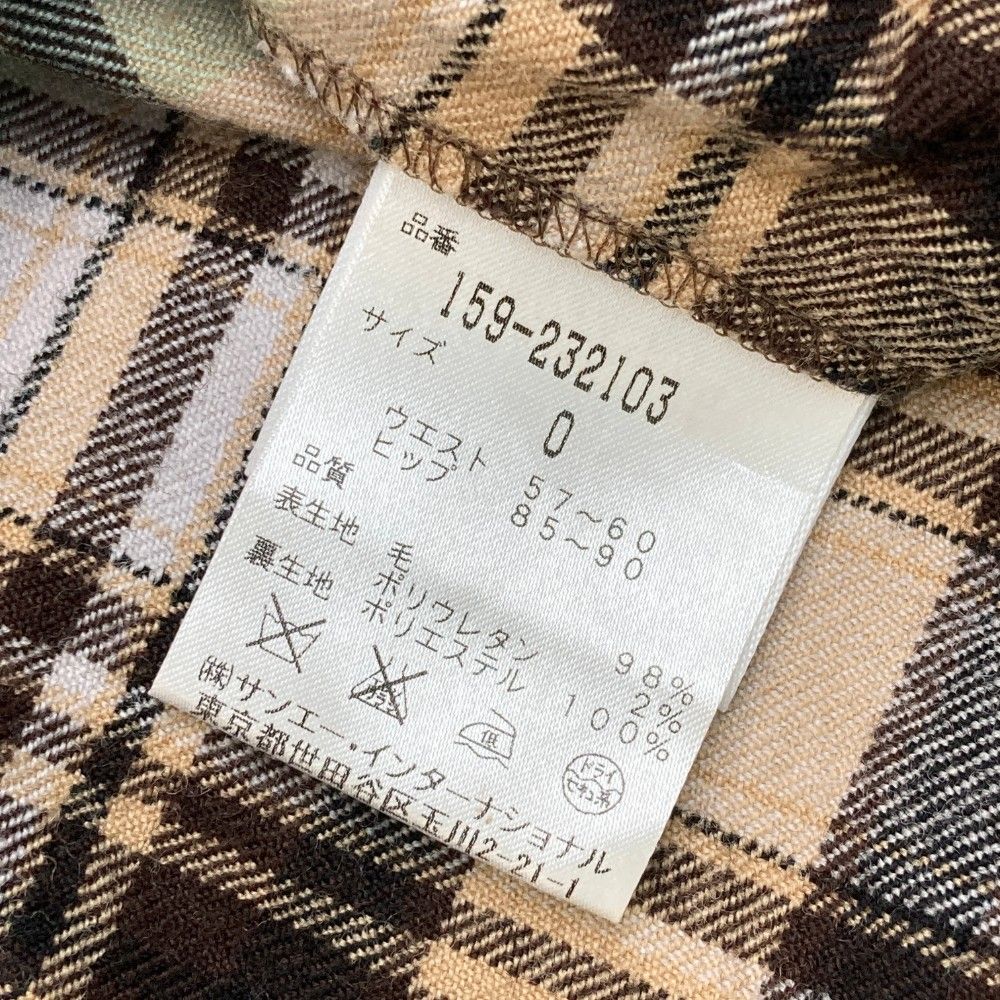 品番
159-232103
サイズ
0
ウエスト 57~60
ヒップ 85~90
品質
表生地 毛 98%
ポリウレタン 2%
裏生地 ポリエステル 100%
低
ドライ
(株)サンエー・インターナショナル
東京都世田谷区玉川2-21-1